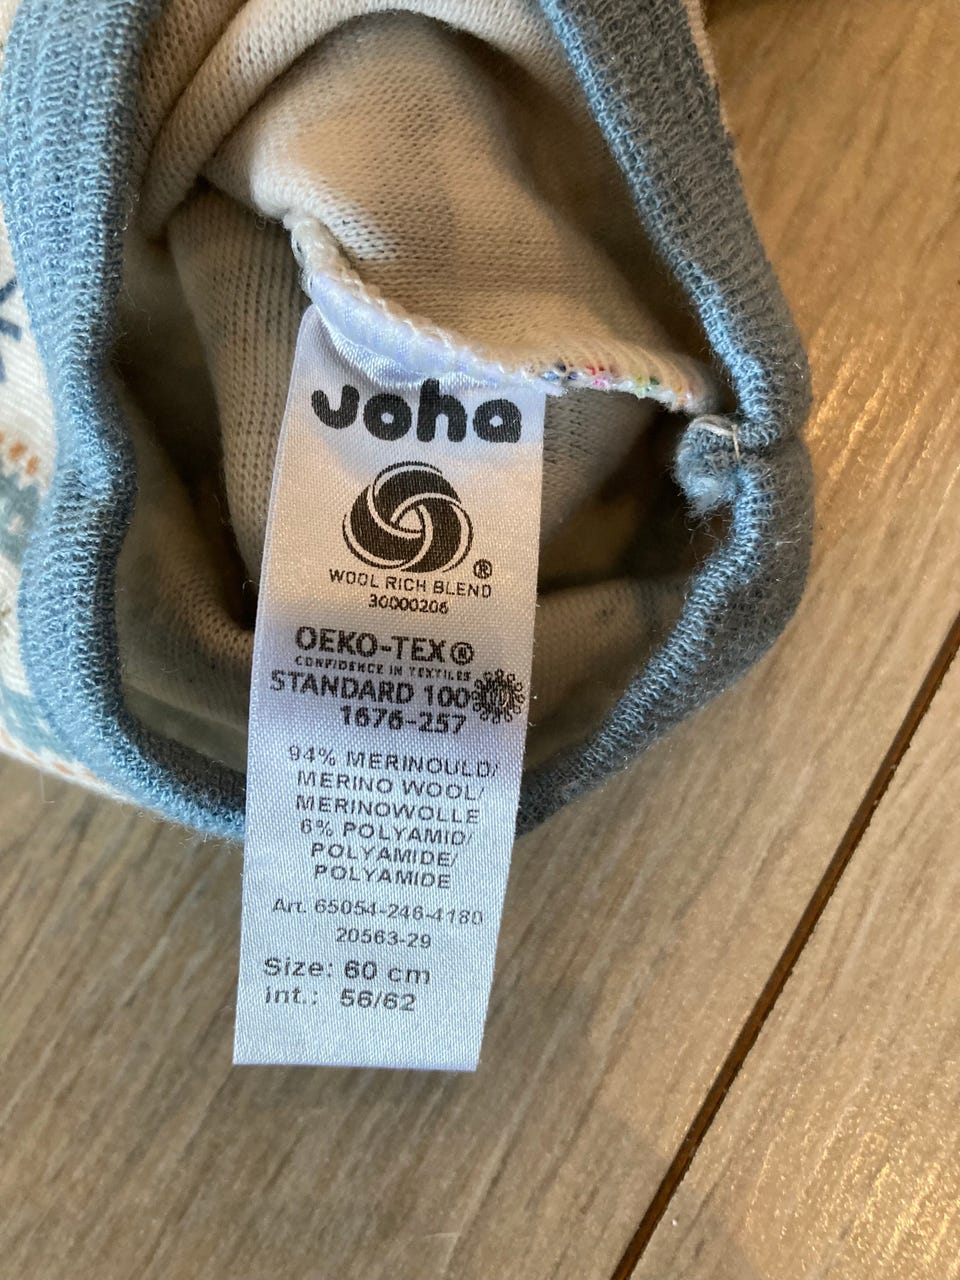 Joha
®
WOOL RICH BLEND
30000206
OEKO-TEX®
CONFIDENCE IN TEXTILES
STANDARD 100
1676-257
94% MERINOULD/
MERINO WOOL/
MERINOWOLLE
6% POLYAMID/
POLYAMIDE/
POLYAMIDE
Art. 65054-246-4180
20563-29
Size: 60 cm
int.: 56/62